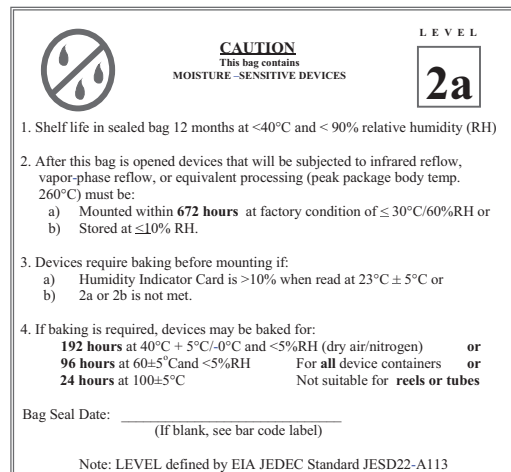 LEVEL
CAUTION
This bag contains
MOISTURE –SENSITIVE DEVICES
2a
1. Shelf life in sealed bag 12 months at <40°C and < 90% relative humidity (RH)
2. After this bag is opened devices that will be subjected to infrared reflow,
vapor-phase reflow, or equivalent processing (peak package body temp.
260°C) must be:
a) Mounted within 672 hours at factory condition of ≤ 30°C/60%RH or
b) Stored at ≤10% RH.
3. Devices require baking before mounting if:
a) Humidity Indicator Card is >10% when read at 23°C ± 5°C or
b) 2a or 2b is not met.
4. If baking is required, devices may be baked for:
192 hours at 40°C + 5°C/-0°C and <5%RH (dry air/nitrogen) or
96 hours at 60±5°Cand <5%RH For all device containers or
24 hours at 100±5°C Not suitable for reels or tubes
Bag Seal Date: ______________________________
(If blank, see bar code label)
Note: LEVEL defined by EIA JEDEC Standard JESD22-A113